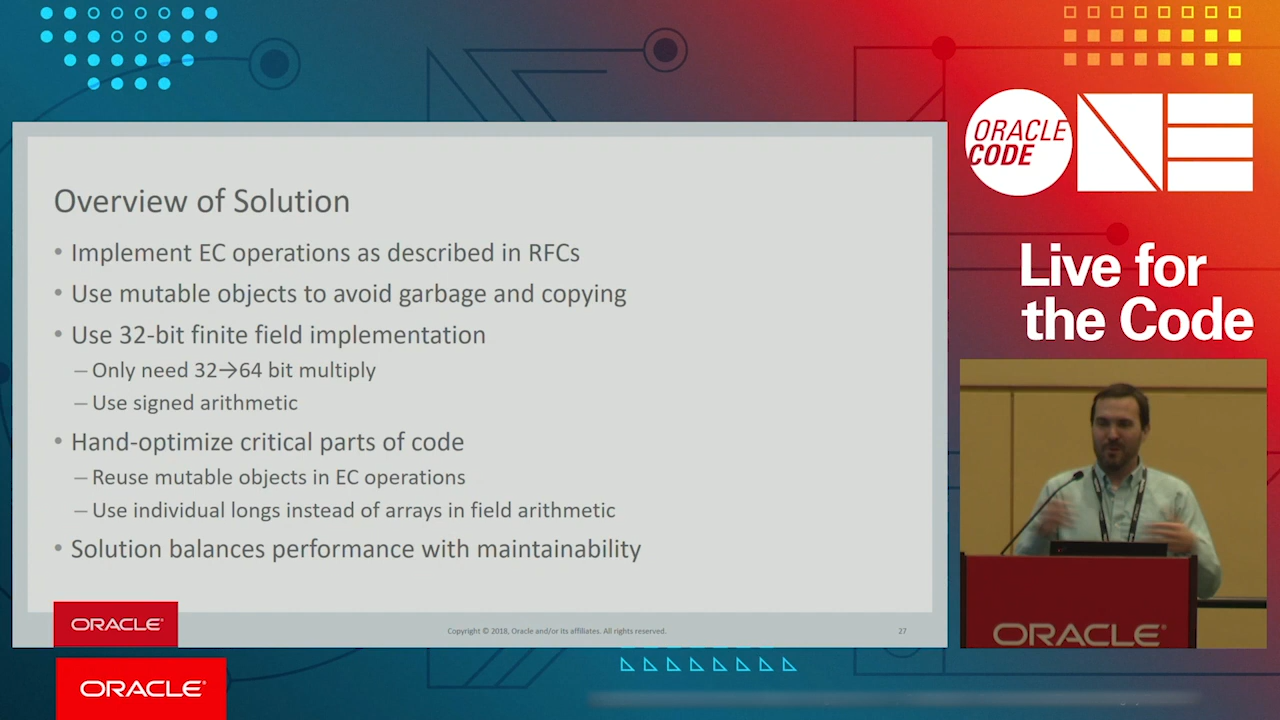 ORACLE
CODE
ONE
Live for
the Code
Overview of Solution
• Implement EC operations as described in RFCs
• Use mutable objects to avoid garbage and copying
• Use 32-bit finite field implementation
– Only need 32→64 bit multiply
– Use signed arithmetic
• Hand-optimize critical parts of code
– Reuse mutable objects in EC operations
– Use individual longs instead of arrays in field arithmetic
• Solution balances performance with maintainability
ORACLE®
Copyright © 2018, Oracle and/or its affiliates. All rights reserved.
27
ORACLE®
ORACLE®